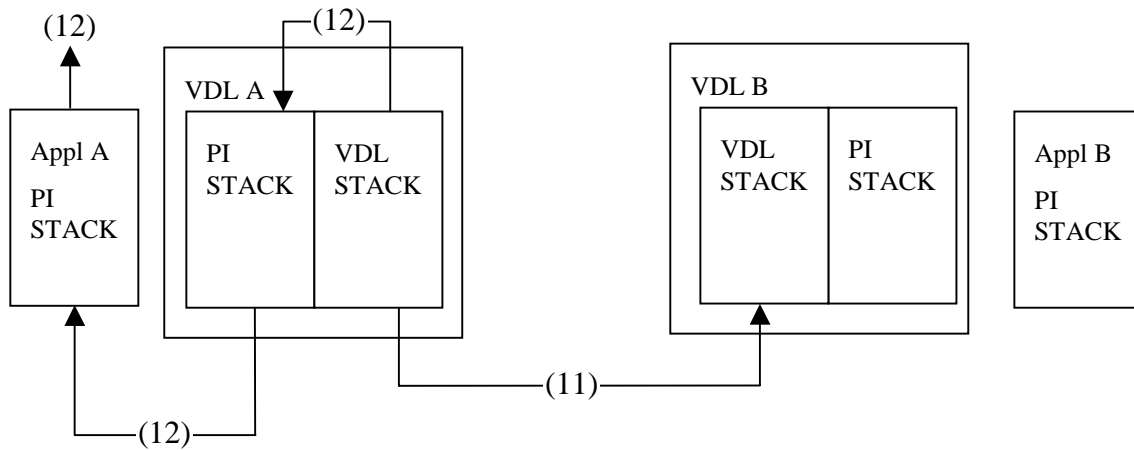 (12)
(12)
VDL A
VDL B
Appl A
PI
STACK
PI
STACK
VDL
STACK
VDL
STACK
PI
STACK
Appl B
PI
STACK
(11)
(12)